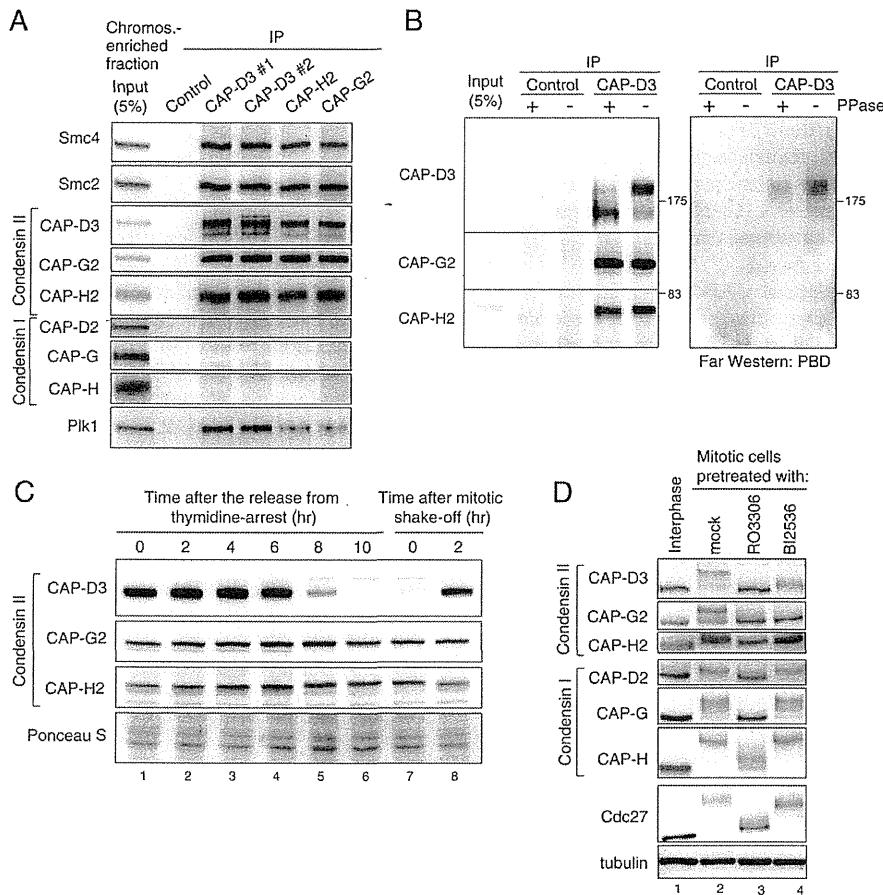 A
Chromos.-
enriched
fraction
IP
Input
(5%)
Control
CAP-D3 #1
CAP-D3 #2
CAP-H2
CAP-G2
Smc4
Smc2
Condensin II
CAP-D3
CAP-G2
CAP-H2
Condensin I
CAP-D2
CAP-G
CAP-H
Plk1
B
IP
IP
Input
(5%)
Control
CAP-D3
Control
CAP-D3
+ - + -
+ - + -
PPase
CAP-D3
175
175
CAP-G2
83
83
CAP-H2
Far Western: PBD
C
Time after the release from
thymidine-arrest (hr)
Time after mitotic
shake-off (hr)
0 2 4 6 8 10 0 2
Condensin II
CAP-D3
CAP-G2
CAP-H2
Ponceau S
1 2 3 4 5 6 7 8
D
Mitotic cells
pretreated with:
Interphase
mock
RO3306
BI2536
Condensin II
CAP-D3
CAP-G2
CAP-H2
Condensin I
CAP-D2
CAP-G
CAP-H
Cdc27
tubulin
1 2 3 4